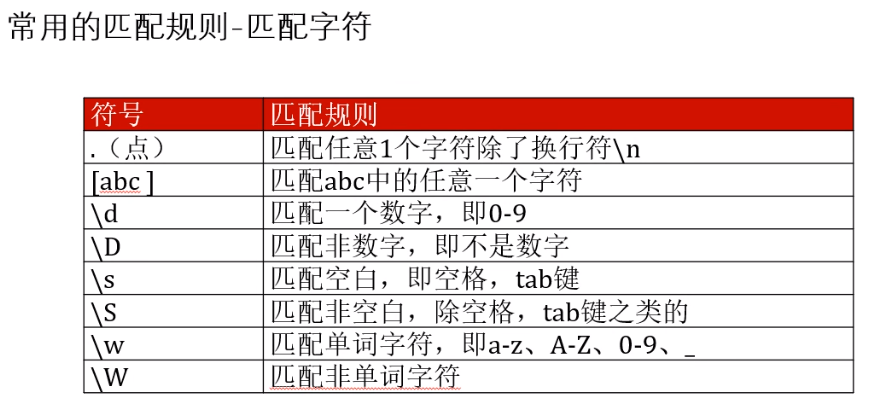 常用的匹配规则-匹配字符
符号 匹配规则
.（点） 匹配任意1个字符除了换行符\n
[abc ] 匹配abc中的任意一个字符
\d 匹配一个数字，即0-9
\D 匹配非数字，即不是数字
\s 匹配空白，即空格，tab键
\S 匹配非空白，除空格，tab键之类的
\w 匹配单词字符，即a-z、A-Z、0-9、_
\W 匹配非单词字符